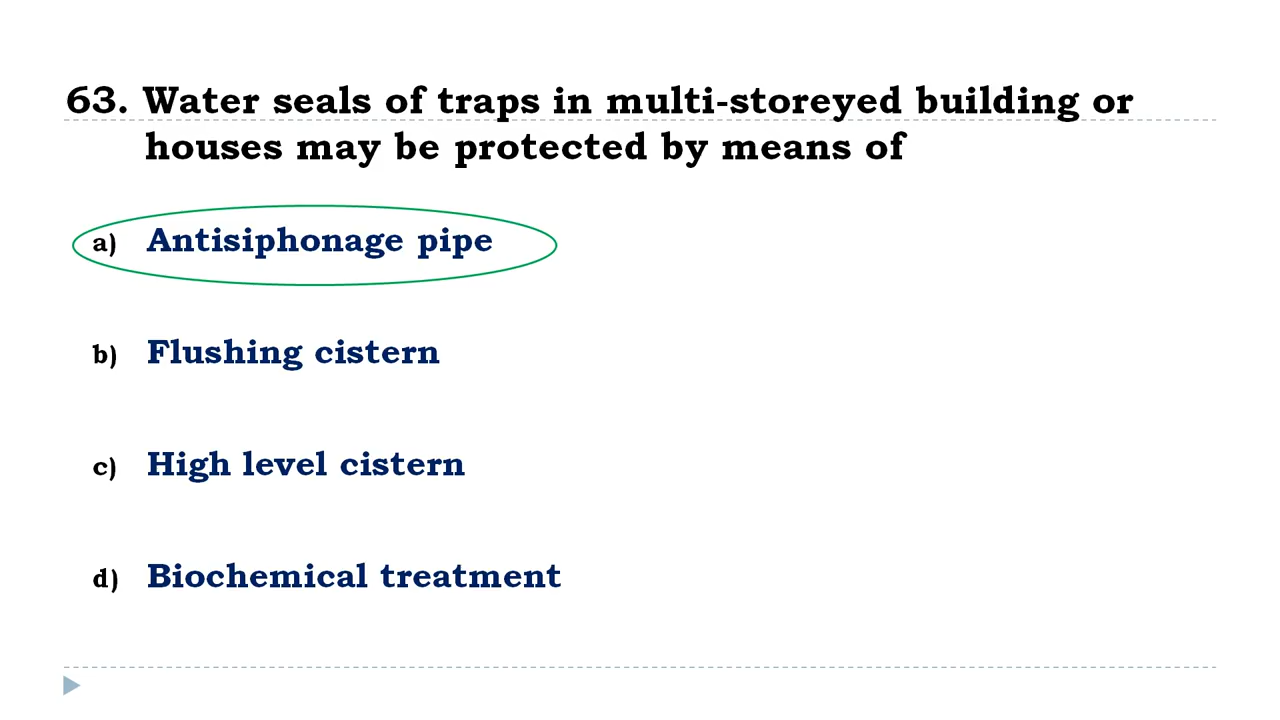 63. Water seals of traps in multi-storeyed building or
houses may be protected by means of
a) Antisiphonage pipe
b) Flushing cistern
c) High level cistern
d) Biochemical treatment